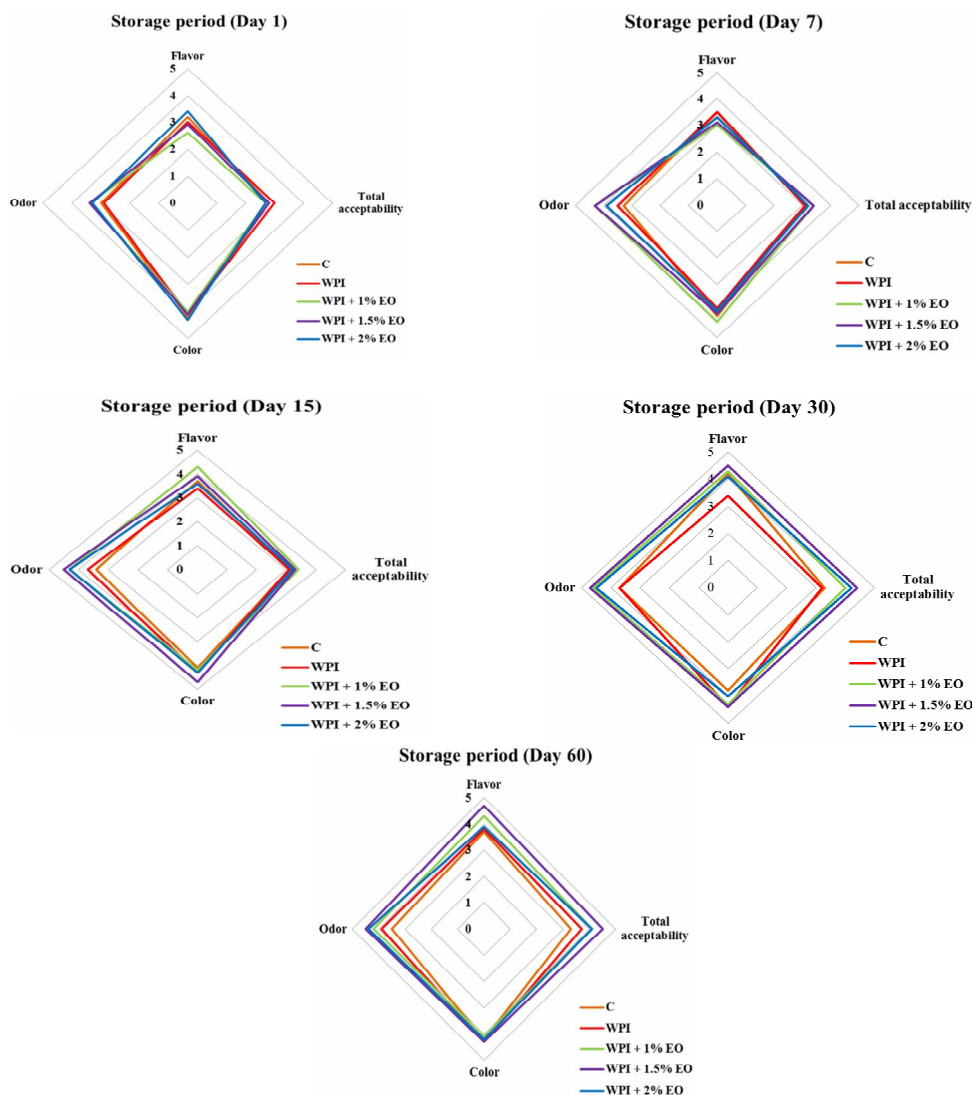 Storage period (Day 1)
Flavor
5
4
3
2
1
0
Odor
Total
acceptability
Color
C
WPI
WPI + 1% EO
WPI + 1.5% EO
WPI + 2% EO
Storage period (Day 7)
Flavor
5
4
3
2
1
0
Odor
Total acceptability
Color
C
WPI
WPI + 1% EO
WPI + 1.5% EO
WPI + 2% EO
Storage period (Day 15)
Flavor
5
4
3
2
1
0
Odor
Total
acceptability
Color
C
WPI
WPI + 1% EO
WPI + 1.5% EO
WPI + 2% EO
Storage period (Day 30)
Flavor
5
4
3
2
1
0
Odor
Total
acceptability
Color
C
WPI
WPI + 1% EO
WPI + 1.5% EO
WPI + 2% EO
Storage period (Day 60)
Flavor
5
4
3
2
1
0
Odor
Total
acceptability
Color
C
WPI
WPI + 1% EO
WPI + 1.5% EO
WPI + 2% EO